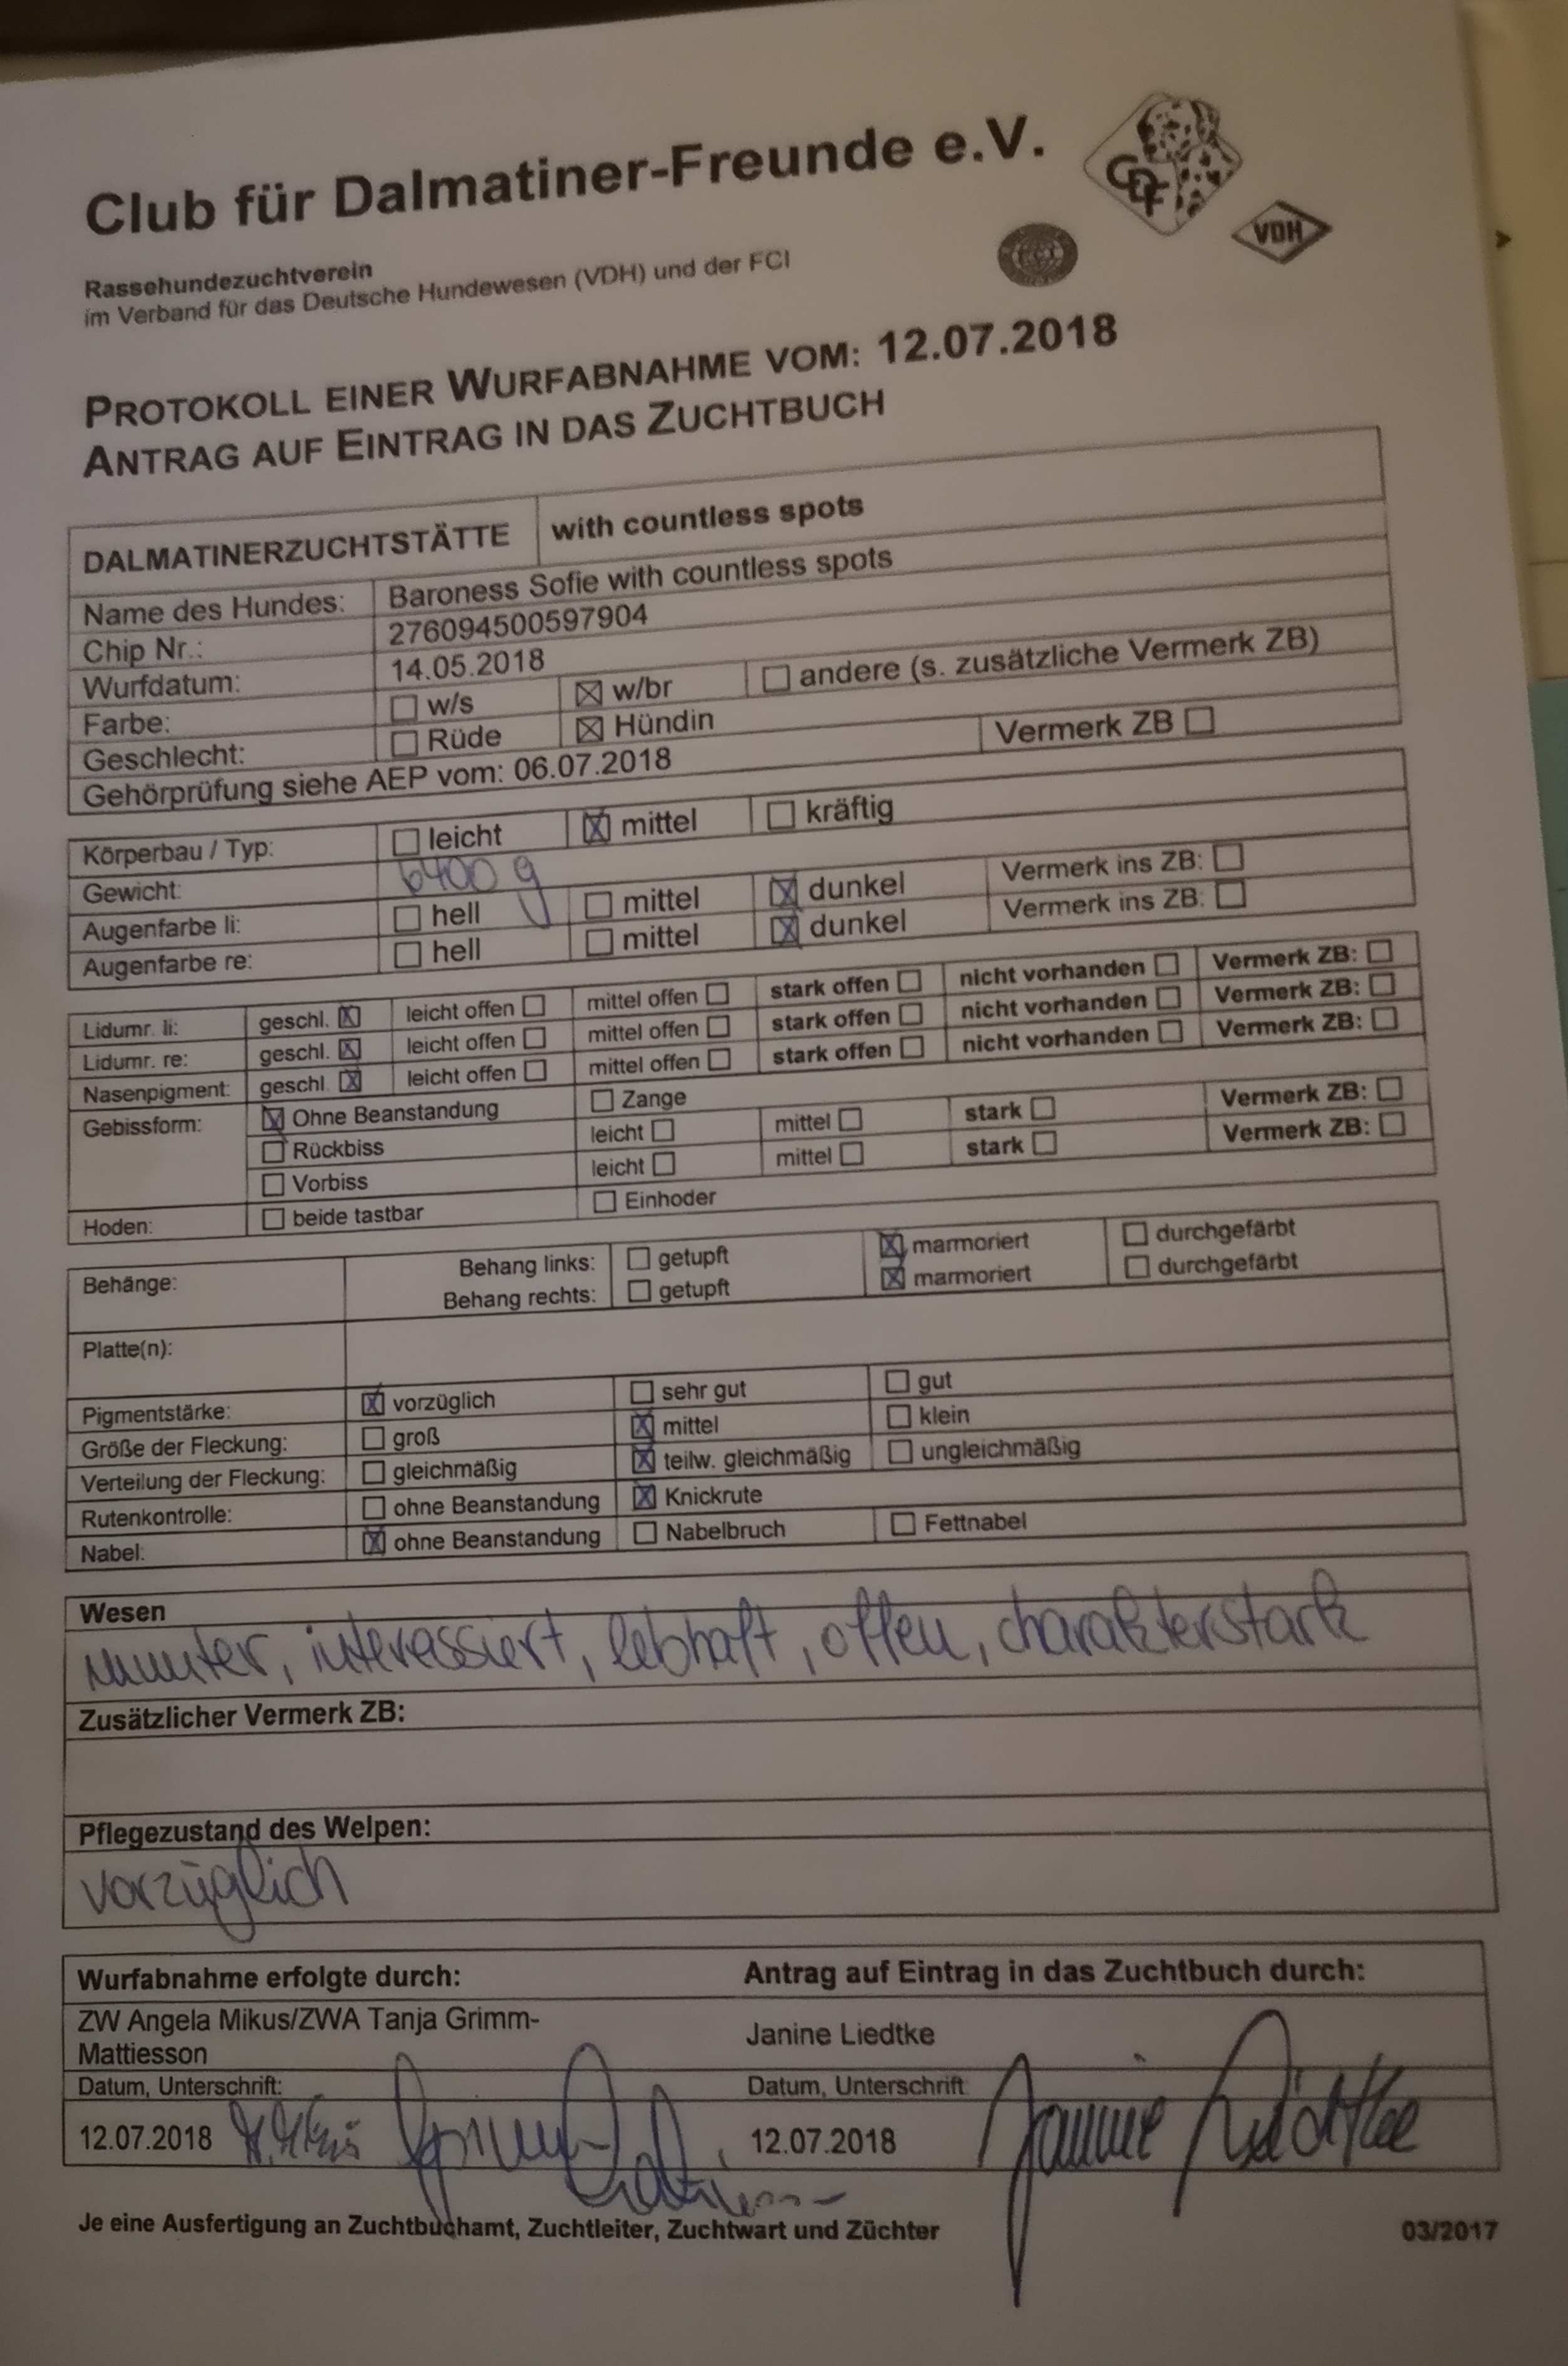 Club für Dalmatiner-Freunde e.V.
CDF
VDH
FCI
Rassehundezuchtverein
im Verband für das Deutsche Hundewesen (VDH) und der FCI
PROTOKOLL EINER WURFABNAHME VOM: 12.07.2018
ANTRAG AUF EINTRAG IN DAS ZUCHTBUCH
DALMATINERZUCHTSTÄTTE with countless spots
Name des Hundes: Baroness Sofie with countless spots
Chip Nr.: 276094500597904
Wurfdatum: 14.05.2018
Farbe: ☐ w/s ☒ w/br ☐ andere (s. zusätzliche Vermerk ZB)
Geschlecht: ☐ Rüde ☒ Hündin
Gehörprüfung siehe AEP vom: 06.07.2018 Vermerk ZB ☐
Körperbau / Typ: ☐ leicht ☒ mittel ☐ kräftig
Gewicht: 6400 g
Augenfarbe li: ☐ hell ☐ mittel ☒ dunkel Vermerk ins ZB: ☐
Augenfarbe re: ☐ hell ☐ mittel ☒ dunkel Vermerk ins ZB: ☐
Lidumr. li: geschl. ☒ leicht offen ☐ mittel offen ☐ stark offen ☐ nicht vorhanden ☐ Vermerk ZB: ☐
Lidumr. re: geschl. ☒ leicht offen ☐ mittel offen ☐ stark offen ☐ nicht vorhanden ☐ Vermerk ZB: ☐
Nasenpigment: geschl. ☒ leicht offen ☐ mittel offen ☐ stark offen ☐ nicht vorhanden ☐ Vermerk ZB: ☐
Gebissform: ☒ Ohne Beanstandung ☐ Zange
☐ Rückbiss leicht ☐ mittel ☐ stark ☐ Vermerk ZB: ☐
☐ Vorbiss leicht ☐ mittel ☐ stark ☐ Vermerk ZB: ☐
Hoden: ☐ beide tastbar ☐ Einhoder
Behänge: Behang links: ☐ getupft ☒ marmoriert ☐ durchgefärbt
Behang rechts: ☐ getupft ☒ marmoriert ☐ durchgefärbt
Platte(n):
Pigmentstärke: ☒ vorzüglich ☐ sehr gut ☐ gut
Größe der Fleckung: ☐ groß ☒ mittel ☐ klein
Verteilung der Fleckung: ☐ gleichmäßig ☒ teilw. gleichmäßig ☐ ungleichmäßig
Rutenkontrolle: ☐ ohne Beanstandung ☒ Knickrute
Nabel: ☒ ohne Beanstandung ☐ Nabelbruch ☐ Fettnabel
Wesen
munter, interessiert, lebhaft, offen, charakterstark
Zusätzlicher Vermerk ZB:
Pflegezustand des Welpen:
vorzüglich
Wurfabnahme erfolgte durch: Antrag auf Eintrag in das Zuchtbuch durch:
ZW Angela Mikus/ZWA Tanja Grimm-
Mattiesson
Janine Liedtke
Datum, Unterschrift: Datum, Unterschrift
12.07.2018 12.07.2018 Janine Liedtke
Je eine Ausfertigung an Zuchtbuchamt, Zuchtleiter, Zuchtwart und Züchter 03/2017